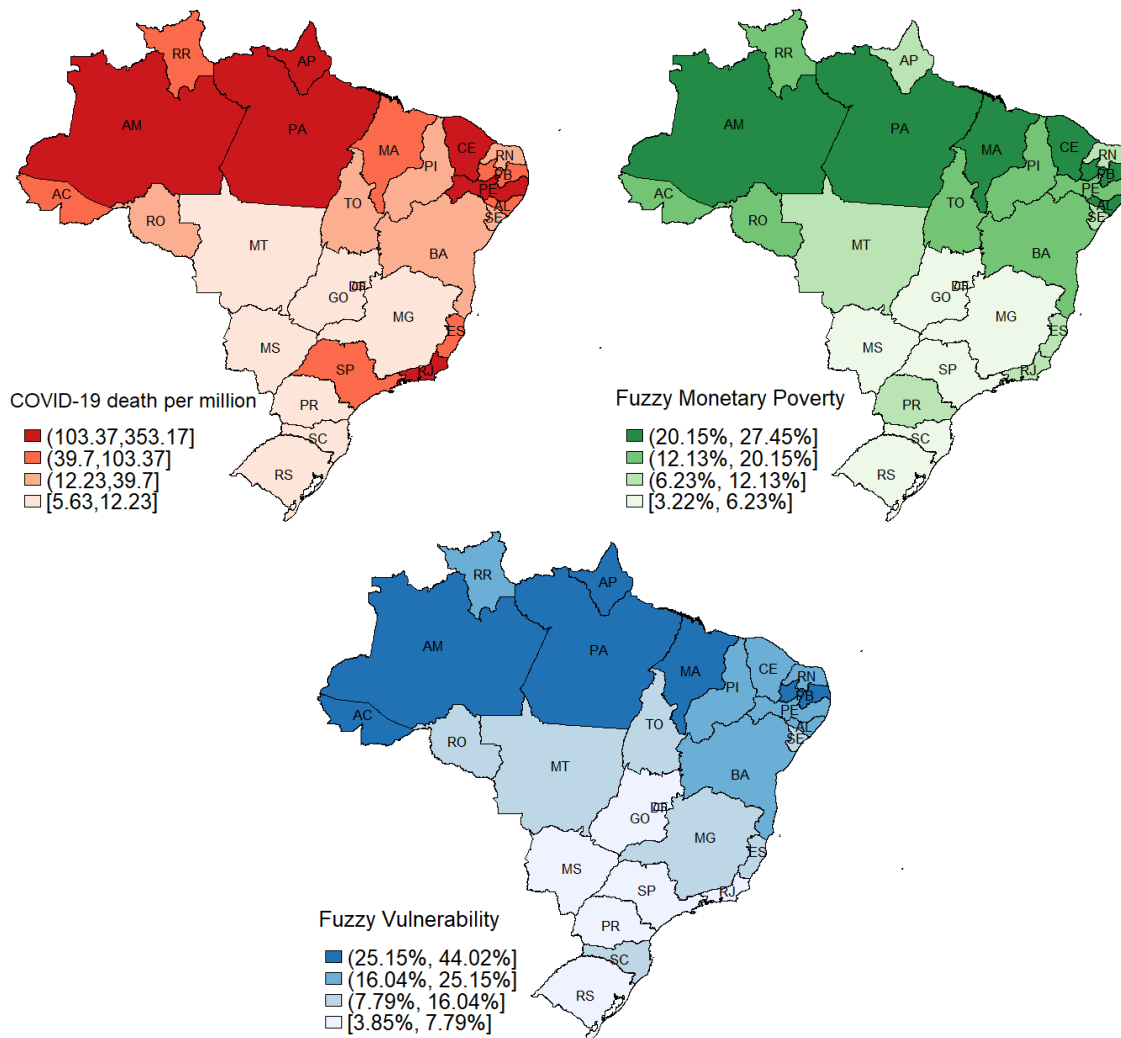 RR
AP
AM
PA
MA
CE
RN
PB
PI
PE
AL
SE
AC
RO
TO
BA
MT
GO
DF
MG
ES
MS
SP
RJ
PR
SC
RS
COVID-19 death per million
(103.37,353.17]
(39.7,103.37]
(12.23,39.7]
[5.63,12.23]
RR
AP
AM
PA
MA
CE
RN
PB
PI
PE
AL
SE
AC
RO
TO
BA
MT
GO
DF
MG
ES
MS
SP
RJ
PR
SC
RS
Fuzzy Monetary Poverty
(20.15%, 27.45%]
(12.13%, 20.15%]
(6.23%, 12.13%]
[3.22%, 6.23%]
RR
AP
AM
PA
MA
CE
RN
PB
PI
PE
AL
SE
AC
RO
TO
BA
MT
GO
DF
MG
ES
MS
SP
RJ
PR
SC
RS
Fuzzy Vulnerability
(25.15%, 44.02%]
(16.04%, 25.15%]
(7.79%, 16.04%]
[3.85%, 7.79%]